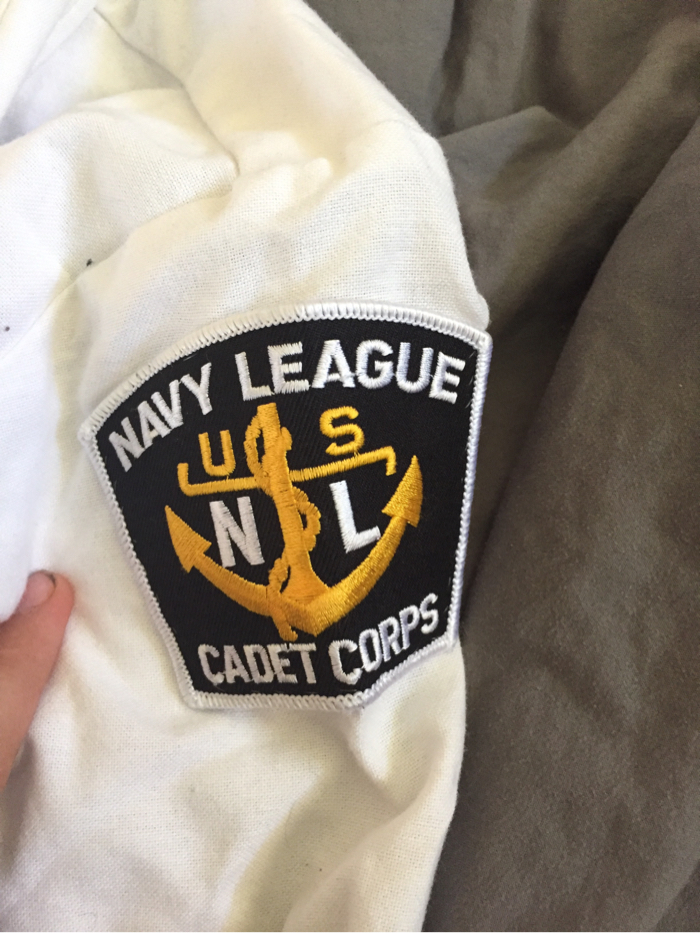 NAVY LEAGUE
U S
N L
CADET CORPS